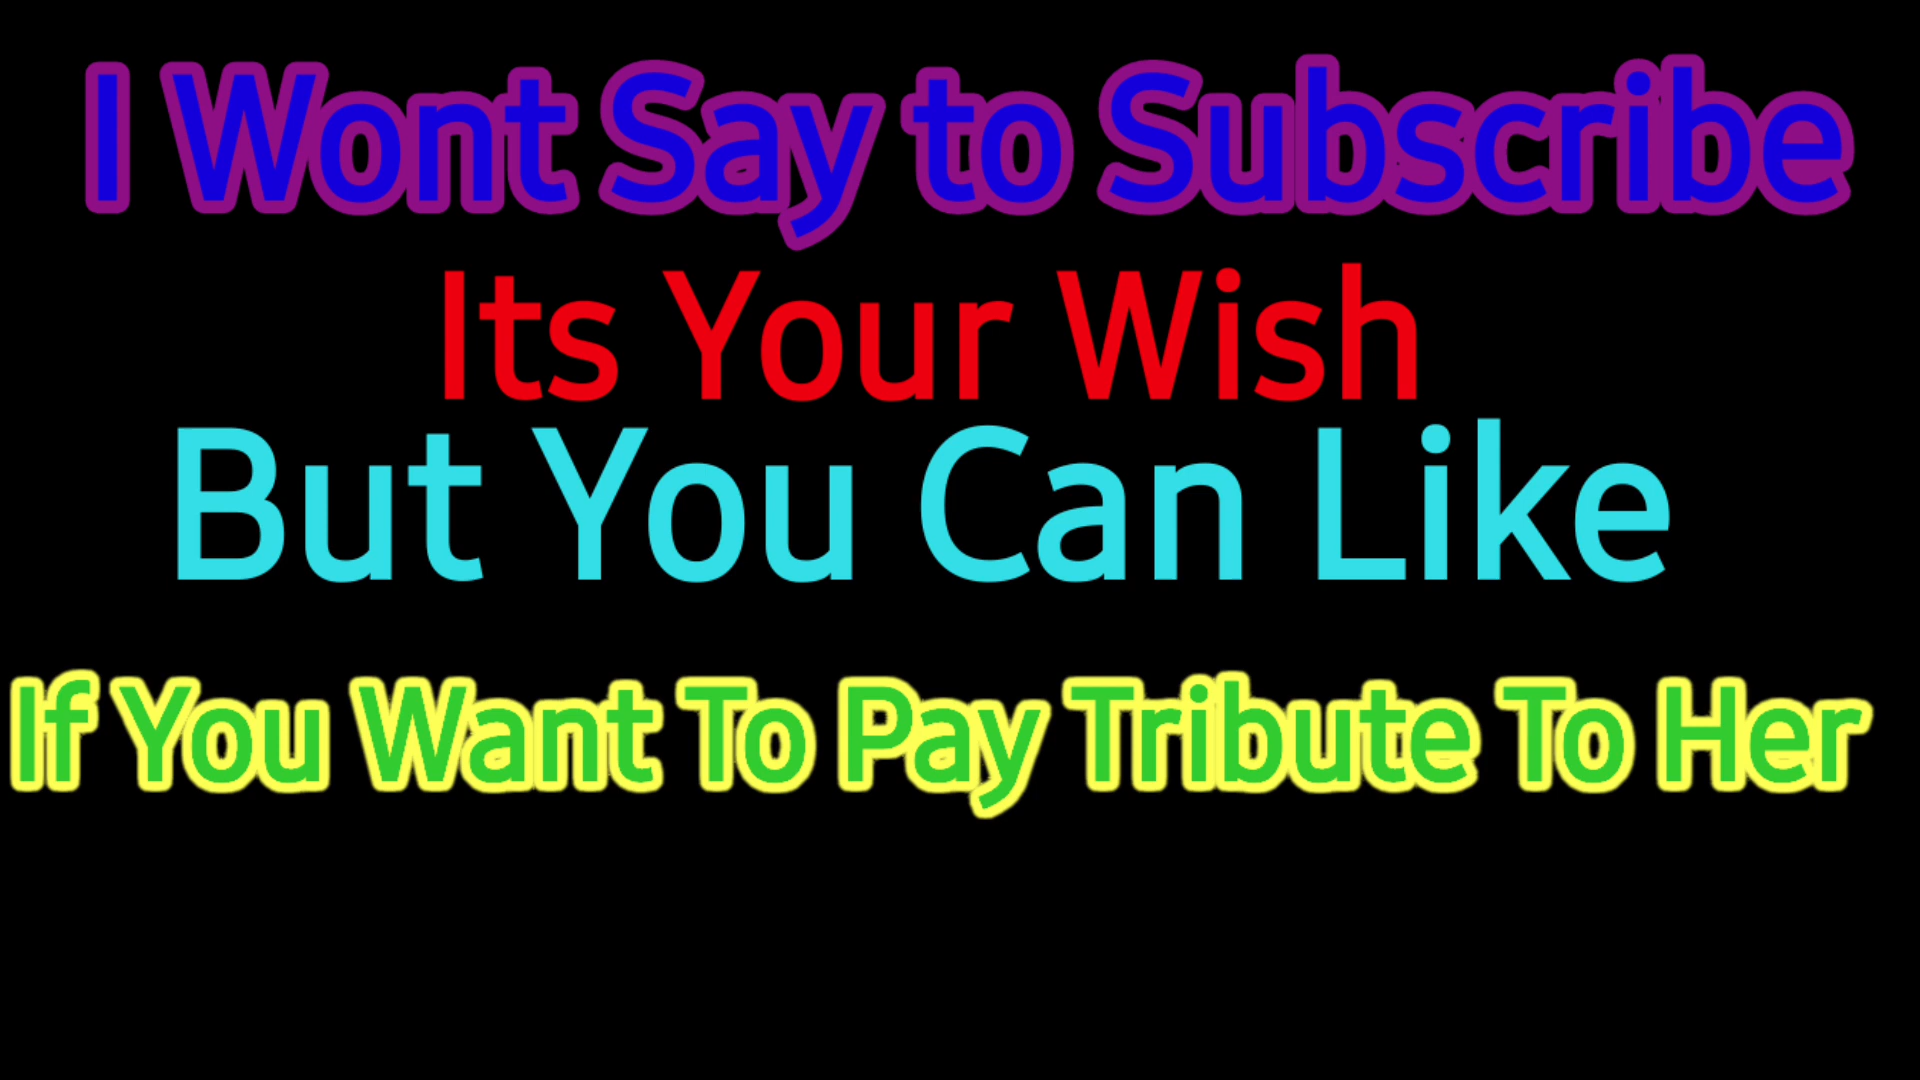 I Wont Say to Subscribe
Its Your Wish
But You Can Like
If You Want To Pay Tribute To Her